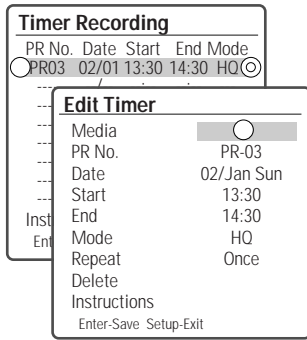 Timer Recording
PR No. Date Start End Mode
PR03 02/01 13:30 14:30 HQ
Edit Timer
Media
PR No. PR-03
Date 02/Jan Sun
Start 13:30
End 14:30
Mode HQ
Repeat Once
Delete
Instructions
Enter-Save Setup-Exit
Inst
Ent